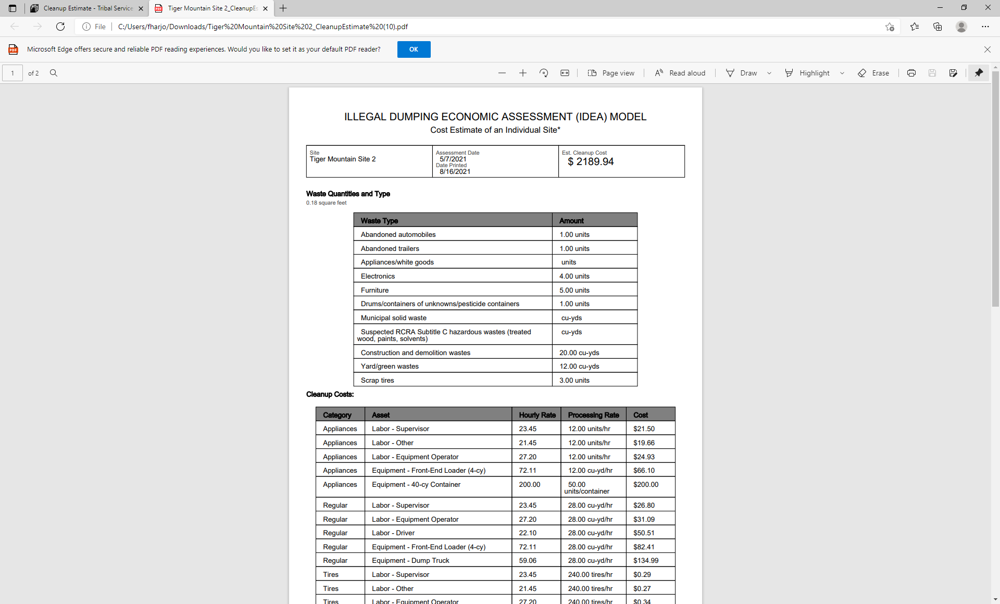 Cleanup Estimate - Tribal Service
Tiger Mountain Site 2_CleanupEs
File
C:/Users/fharjo/Downloads/Tiger%20Mountain%20Site%202_CleanupEstimate%20(10).pdf
PDF Microsoft Edge offers secure and reliable PDF reading experiences. Would you like to set it as your default PDF reader? OK
1 of 2 Page view Read aloud Draw Highlight Erase
ILLEGAL DUMPING ECONOMIC ASSESSMENT (IDEA) MODEL
Cost Estimate of an Individual Site*
Site
Tiger Mountain Site 2
Assessment Date
5/7/2021
Date Printed
8/16/2021
Est. Cleanup Cost
$ 2189.94
Waste Quantities and Type
0.18 square feet
Waste Type Amount
Abandoned automobiles 1.00 units
Abandoned trailers 1.00 units
Appliances/white goods units
Electronics 4.00 units
Furniture 5.00 units
Drums/containers of unknowns/pesticide containers 1.00 units
Municipal solid waste cu-yds
Suspected RCRA Subtitle C hazardous wastes (treated cu-yds
wood, paints, solvents)
Construction and demolition wastes 20.00 cu-yds
Yard/green wastes 12.00 cu-yds
Scrap tires 3.00 units
Cleanup Costs:
Category Asset Hourly Rate Processing Rate Cost
Appliances Labor - Supervisor 23.45 12.00 units/hr $21.50
Appliances Labor - Other 21.45 12.00 units/hr $19.66
Appliances Labor - Equipment Operator 27.20 12.00 units/hr $24.93
Appliances Equipment - Front-End Loader (4-cy) 72.11 12.00 cu-yd/hr $66.10
Appliances Equipment - 40-cy Container 200.00 50.00 $200.00
units/container
Regular Labor - Supervisor 23.45 28.00 cu-yd/hr $26.80
Regular Labor - Equipment Operator 27.20 28.00 cu-yd/hr $31.09
Regular Labor - Driver 22.10 28.00 cu-yd/hr $50.51
Regular Equipment - Front-End Loader (4-cy) 72.11 28.00 cu-yd/hr $82.41
Regular Equipment - Dump Truck 59.06 28.00 cu-yd/hr $134.99
Tires Labor - Supervisor 23.45 240.00 tires/hr $0.29
Tires Labor - Other 21.45 240.00 tires/hr $0.27
Tires Labor - Equipment Operator 27.20 240.00 tires/hr $0.34